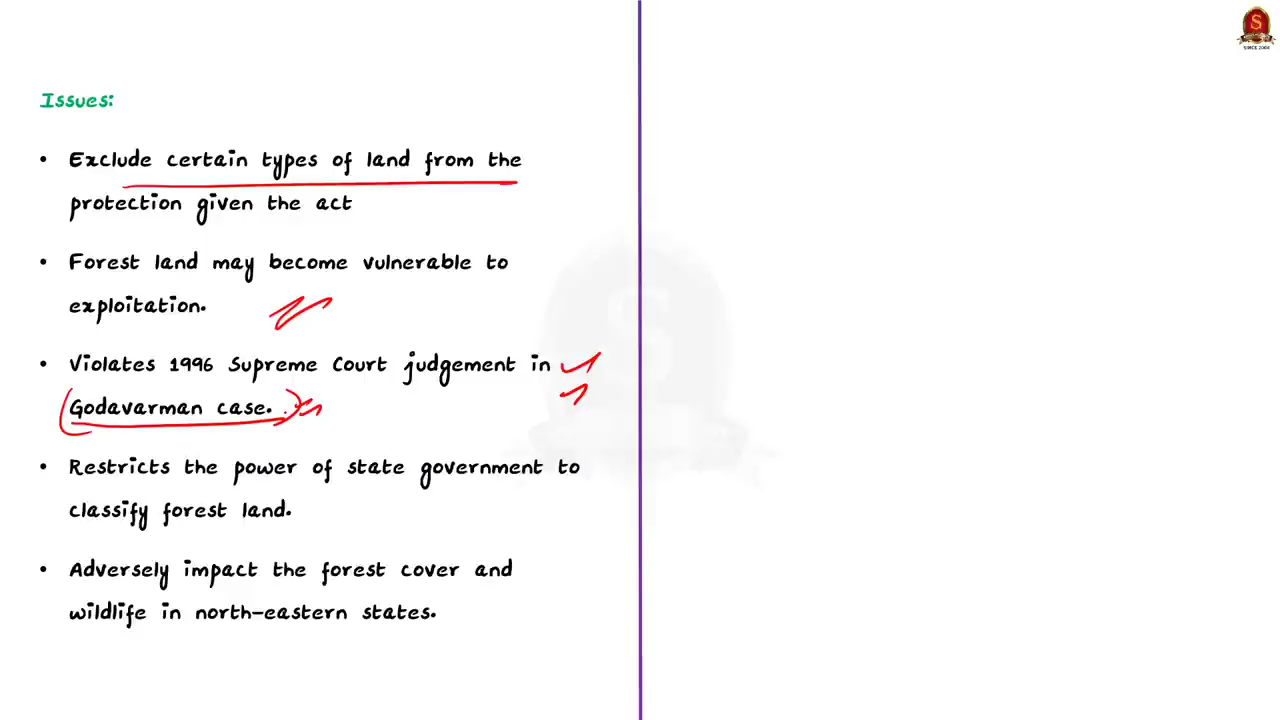 Issues:
• Exclude certain types of land from the
protection given the act
• Forest land may become vulnerable to
exploitation.
• Violates 1996 Supreme Court judgement in
Godavarman case.
• Restricts the power of state government to
classify forest land.
• Adversely impact the forest cover and
wildlife in north-eastern states.
S
SINCE 2004
S